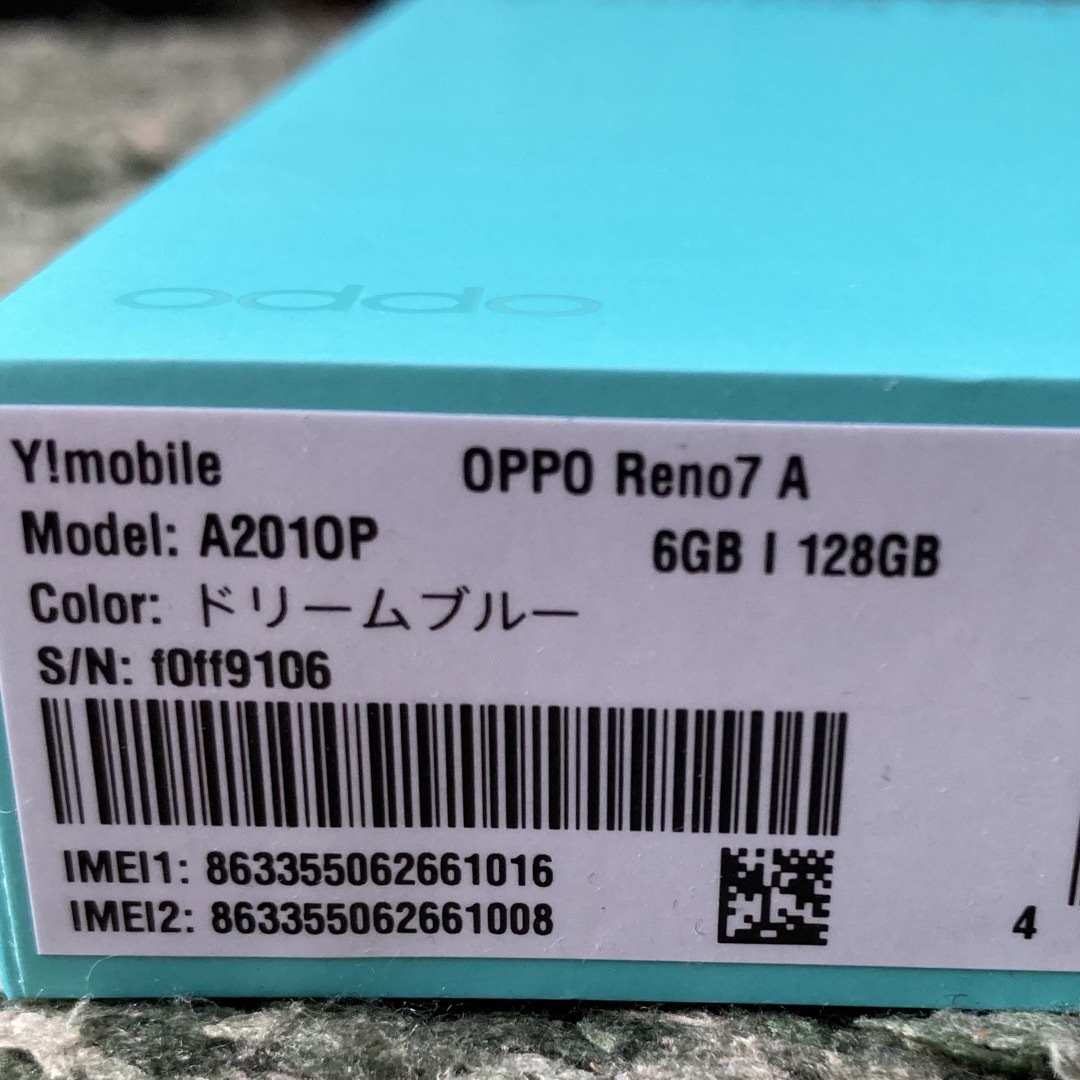 oppo
Y!mobile OPPO Reno7 A
Model: A201OP 6GB | 128GB
Color: ドリームブルー
S/N: f0ff9106
IMEI1: 863355062661016
IMEI2: 863355062661008
4